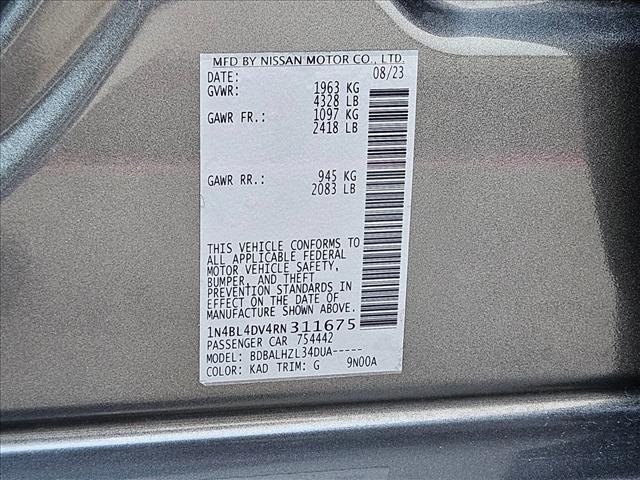 MFD BY NISSAN MOTOR CO., LTD.
DATE: 08/23
GVWR: 1963 KG
4328 LB
GAWR FR.: 1097 KG
2418 LB
GAWR RR.: 945 KG
2083 LB
THIS VEHICLE CONFORMS TO
ALL APPLICABLE FEDERAL
MOTOR VEHICLE SAFETY,
BUMPER, AND THEFT
PREVENTION STANDARDS IN
EFFECT ON THE DATE OF
MANUFACTURE SHOWN ABOVE.
1N4BL4DV4RN311675
PASSENGER CAR 754442
MODEL: BDBALHZL34DUA-----
COLOR: KAD TRIM: G 9N00A